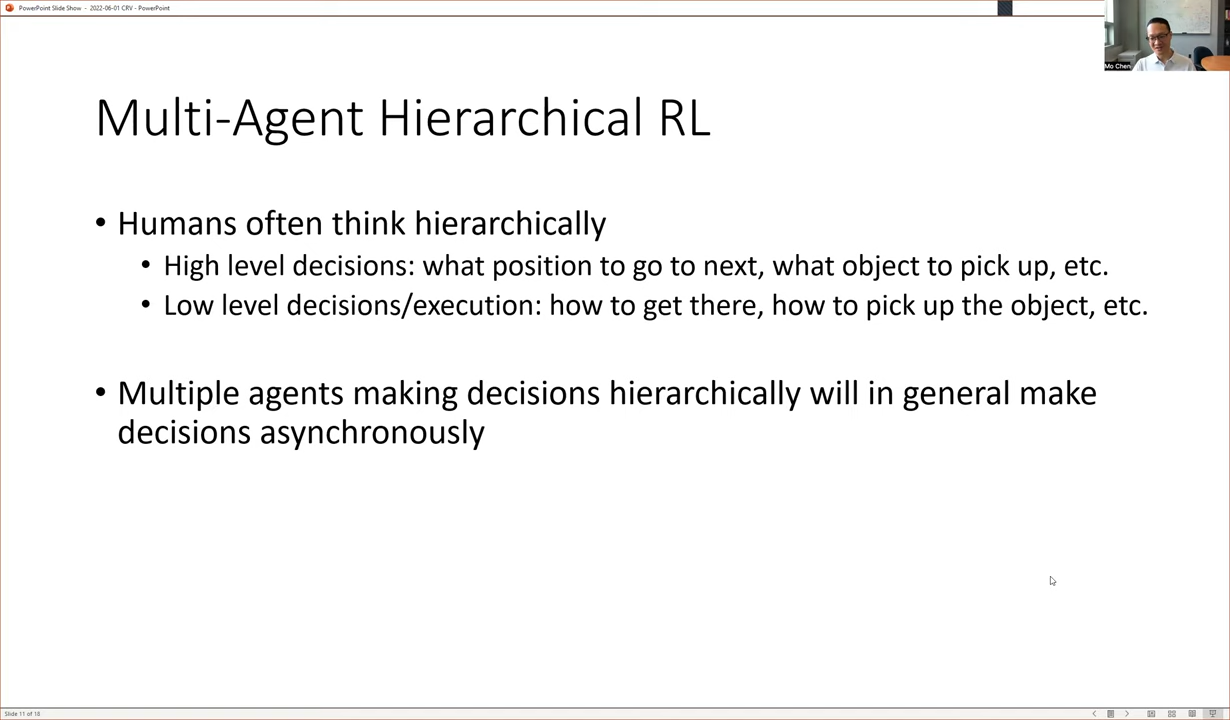 PowerPoint Slide Show - 2022-06-01 CRV - PowerPoint
Mo Chen
Multi-Agent Hierarchical RL
• Humans often think hierarchically
• High level decisions: what position to go to next, what object to pick up, etc.
• Low level decisions/execution: how to get there, how to pick up the object, etc.
• Multiple agents making decisions hierarchically will in general make
decisions asynchronously
Slide 11 of 18